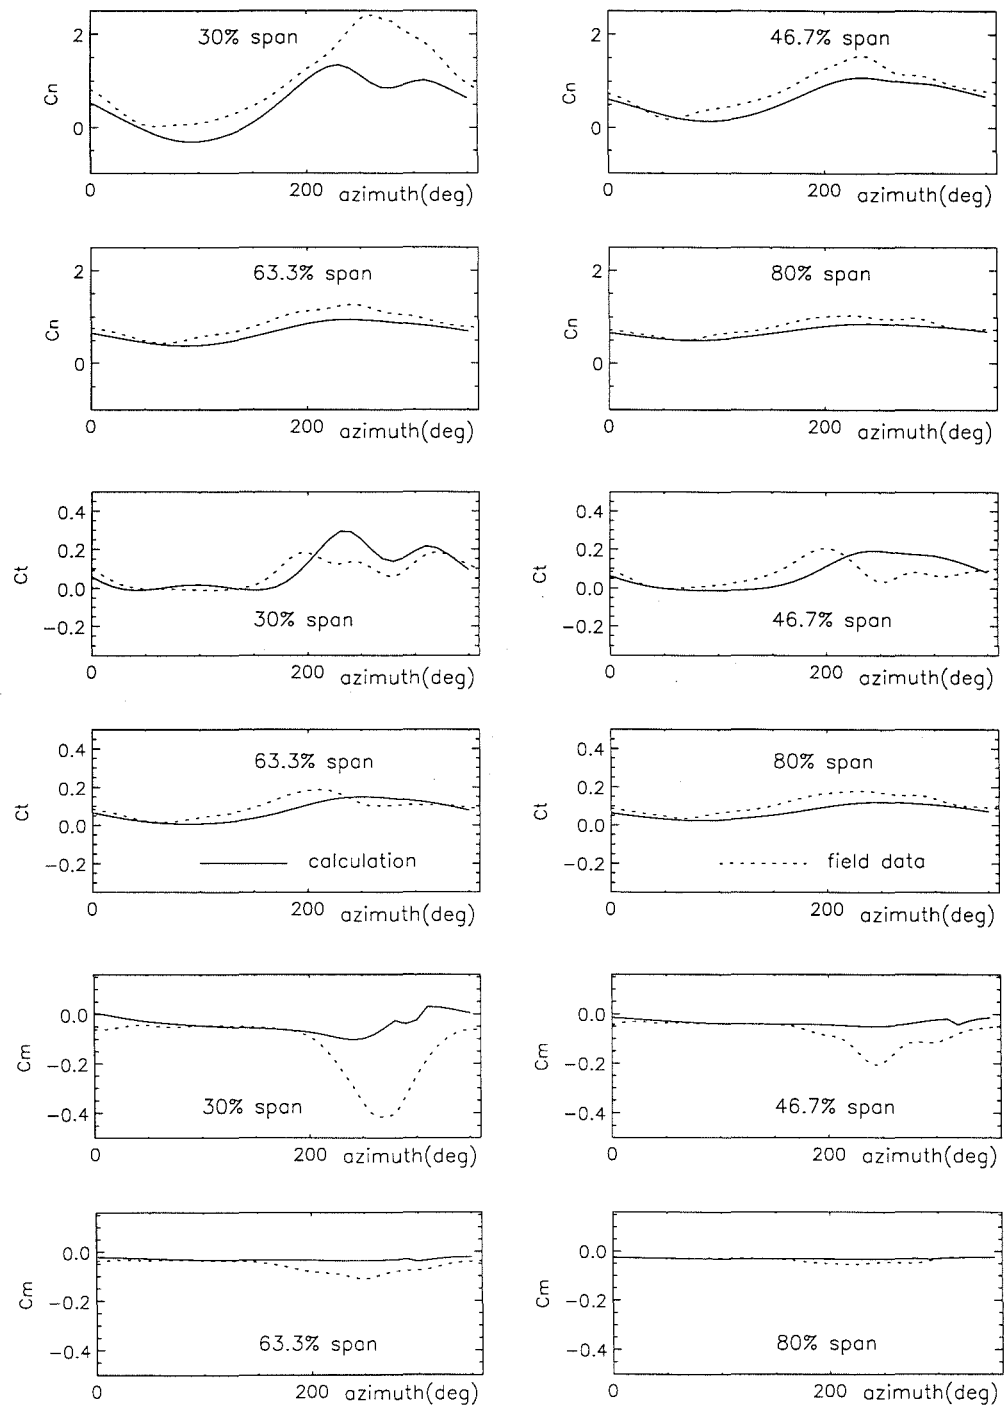 30% span
2
0
Cn
0
200
azimuth(deg)
46.7% span
2
0
Cn
0
200
azimuth(deg)
63.3% span
2
0
Cn
0
200
azimuth(deg)
80% span
2
0
Cn
0
200
azimuth(deg)
0.4
0.2
0.0
−0.2
Ct
30% span
0
200
azimuth(deg)
0.4
0.2
0.0
−0.2
Ct
46.7% span
0
200
azimuth(deg)
63.3% span
0.4
0.2
0.0
−0.2
Ct
calculation
0
200
azimuth(deg)
80% span
0.4
0.2
0.0
−0.2
Ct
field data
0
200
azimuth(deg)
0.0
−0.2
−0.4
Cm
30% span
0
200
azimuth(deg)
0.0
−0.2
−0.4
Cm
46.7% span
0
200
azimuth(deg)
0.0
−0.2
−0.4
Cm
63.3% span
0
200
azimuth(deg)
0.0
−0.2
−0.4
Cm
80% span
0
200
azimuth(deg)